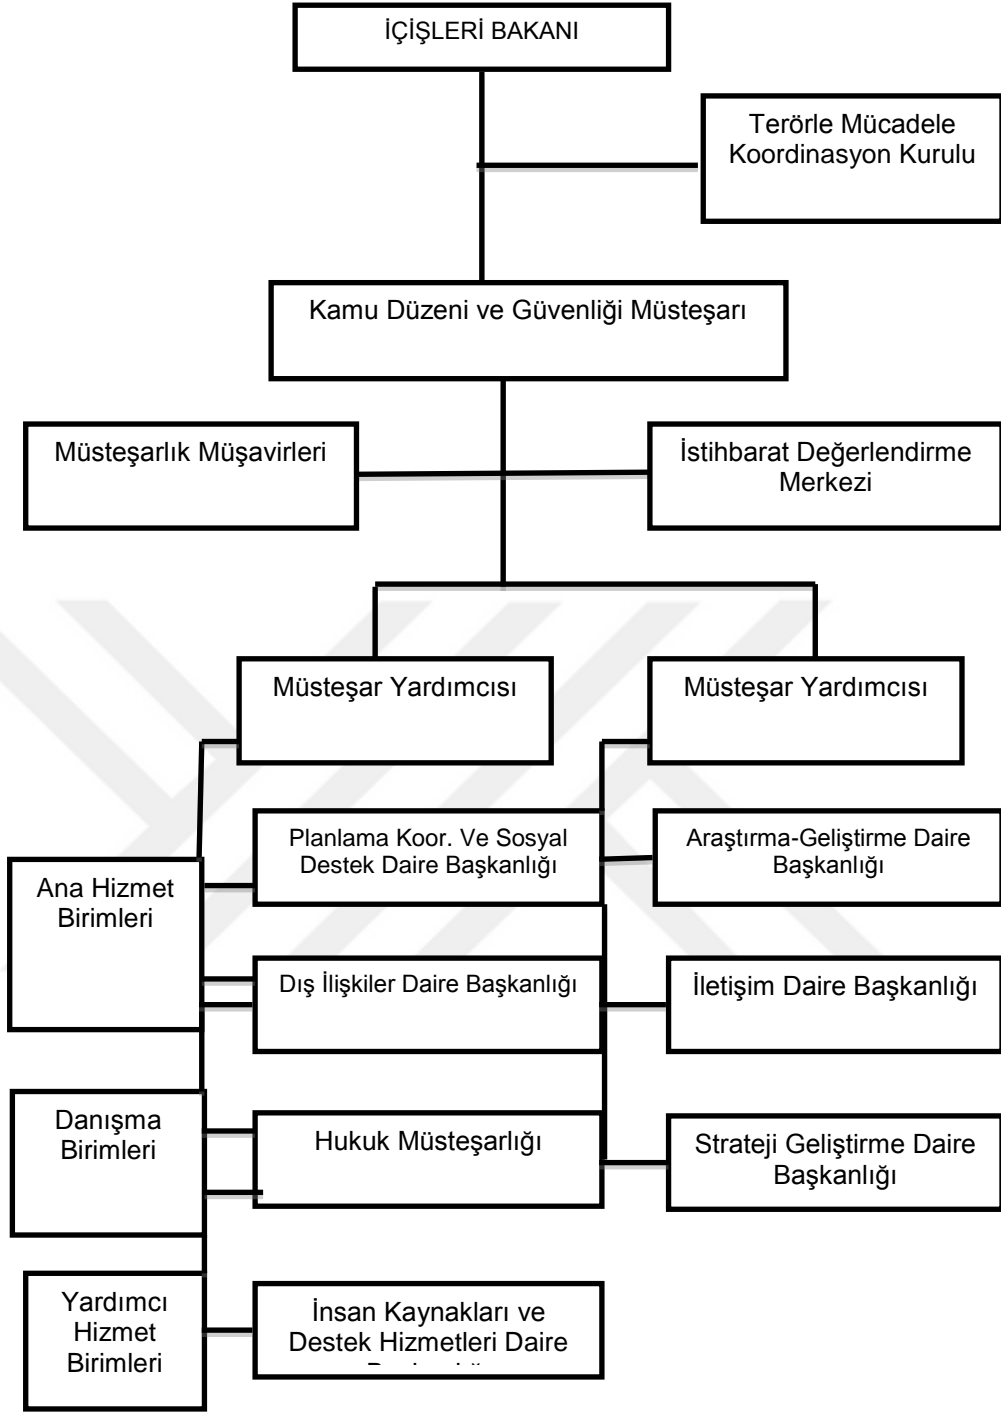 İÇİŞLERİ BAKANI
Terörle Mücadele
Koordinasyon Kurulu
Kamu Düzeni ve Güvenliği Müsteşarı
Müsteşarlık Müşavirleri
İstihbarat Değerlendirme
Merkezi
Müsteşar Yardımcısı
Müsteşar Yardımcısı
Planlama Koor. Ve Sosyal
Destek Daire Başkanlığı
Araştırma-Geliştirme Daire
Başkanlığı
Ana Hizmet
Birimleri
Dış İlişkiler Daire Başkanlığı
İletişim Daire Başkanlığı
Danışma
Birimleri
Hukuk Müsteşarlığı
Strateji Geliştirme Daire
Başkanlığı
Yardımcı
Hizmet
Birimleri
İnsan Kaynakları ve
Destek Hizmetleri Daire